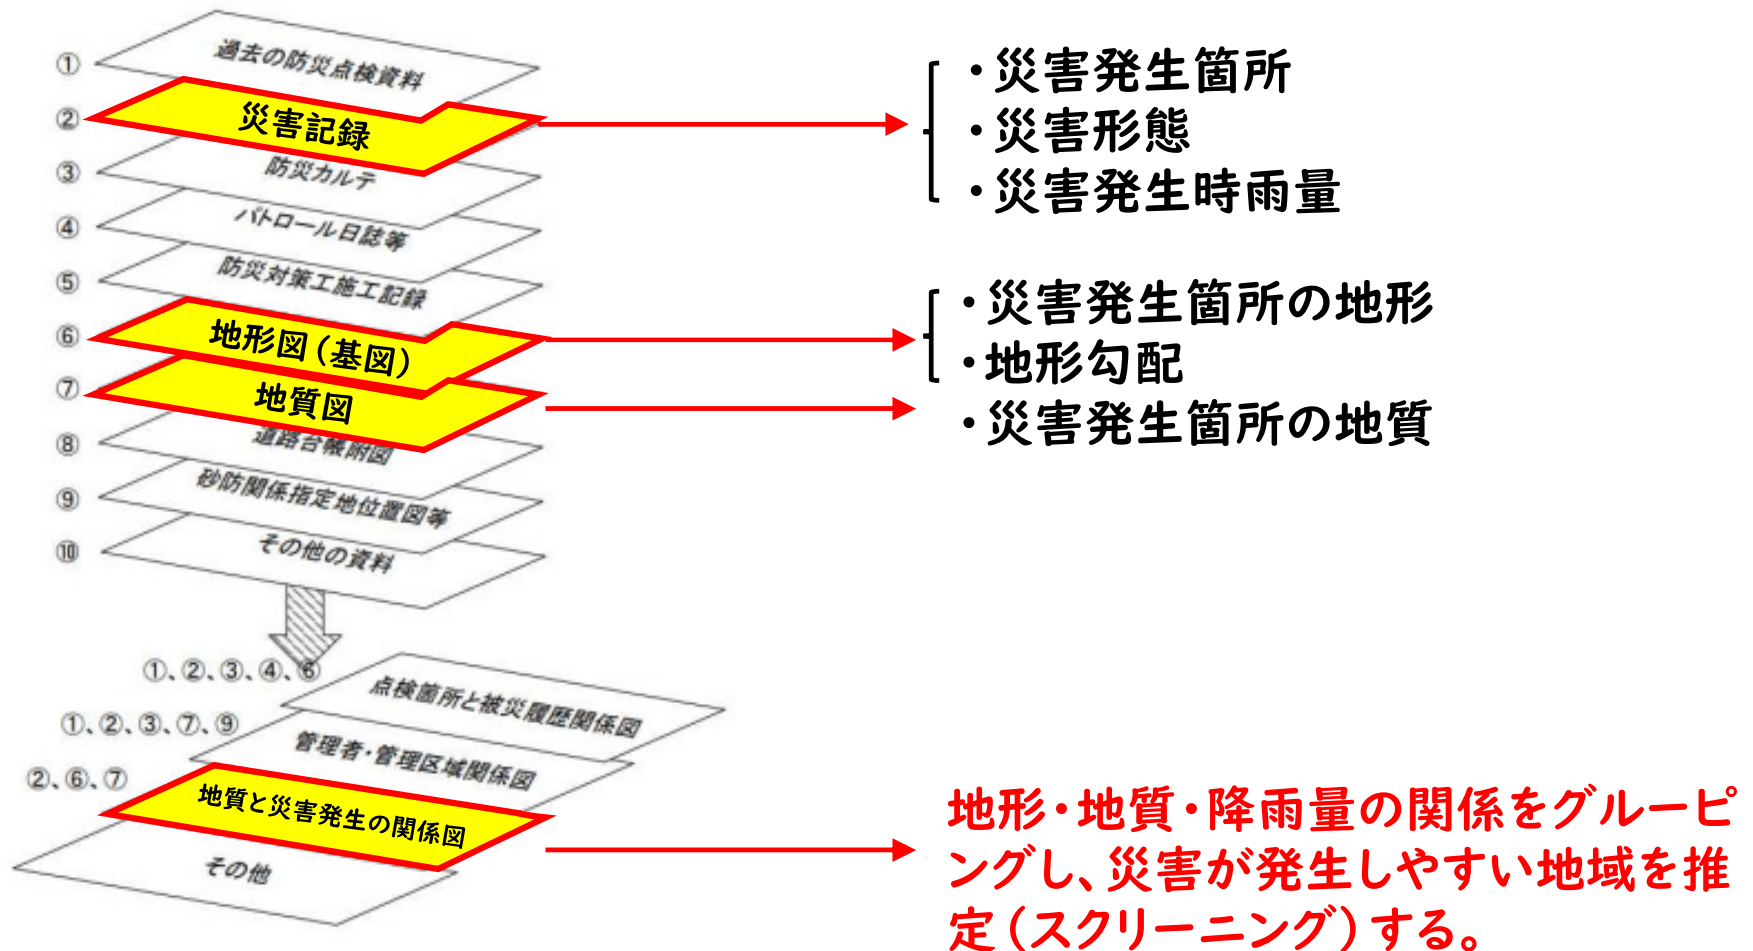 ① 過去の防災点検資料
② 災害記録
③ 防災カルテ
④ パトロール日誌等
⑤ 防災対策工施工記録
⑥ 地形図(基図)
⑦ 地質図
⑧ 道路台帳附図
⑨ 砂防関係指定地位置図等
⑩ その他の資料
・災害発生箇所
・災害形態
・災害発生時雨量
・災害発生箇所の地形
・地形勾配
・災害発生箇所の地質
①、②、③、④、⑥ 点検箇所と被災履歴関係図
①、②、③、⑦、⑨ 管理者・管理区域関係図
②、⑥、⑦ 地質と災害発生の関係図
その他
地形・地質・降雨量の関係をグルーピ
ングし、災害が発生しやすい地域を推
定(スクリーニング)する。